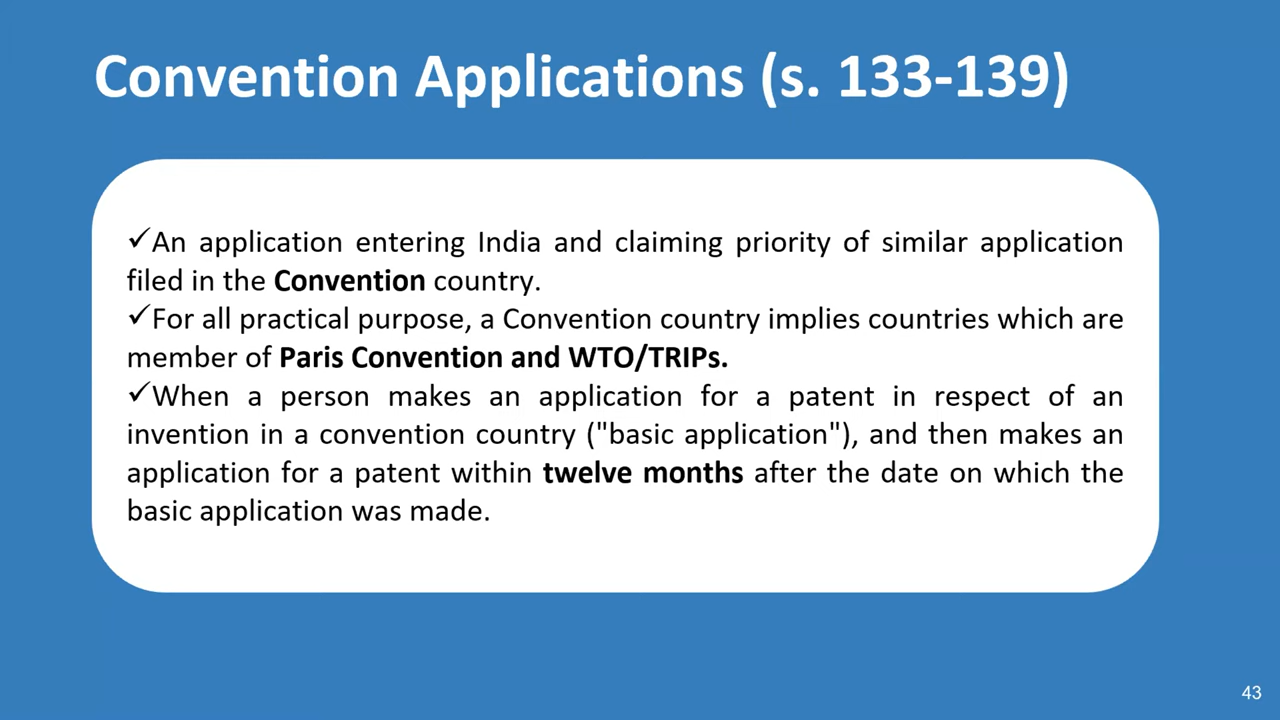 Convention Applications (s. 133-139)
✓An application entering India and claiming priority of similar application
filed in the Convention country.
✓For all practical purpose, a Convention country implies countries which are
member of Paris Convention and WTO/TRIPs.
✓When a person makes an application for a patent in respect of an
invention in a convention country ("basic application"), and then makes an
application for a patent within twelve months after the date on which the
basic application was made.
43